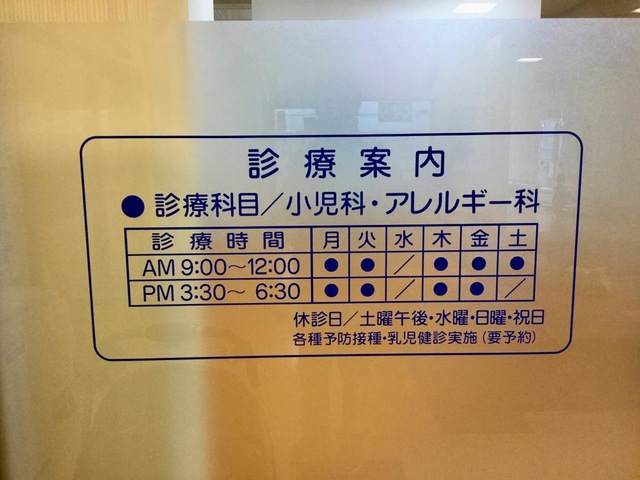 診療案内
●診療科目／小児科・アレルギー科
診療時間 月 火 水 木 金 土
AM 9:00～12:00 ● ● ／ ● ● ●
PM 3:30～ 6:30 ● ● ／ ● ● ／
休診日／土曜午後・水曜・日曜・祝日
各種予防接種・乳児健診実施（要予約）